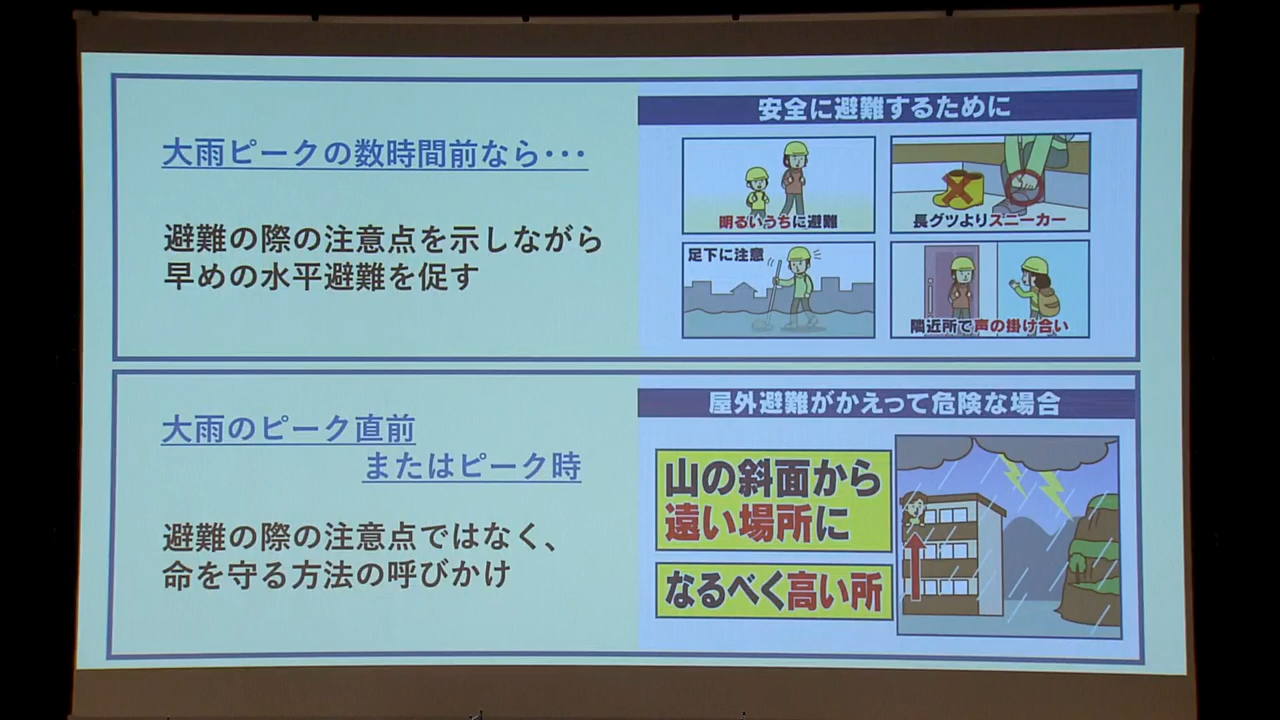 大雨ピークの数時間前なら･･･
避難の際の注意点を示しながら
早めの水平避難を促す
安全に避難するために
明るいうちに避難
長グツよりスニーカー
足下に注意
隣近所で声の掛け合い
大雨のピーク直前
またはピーク時
避難の際の注意点ではなく、
命を守る方法の呼びかけ
屋外避難がかえって危険な場合
山の斜面から
遠い場所に
なるべく高い所